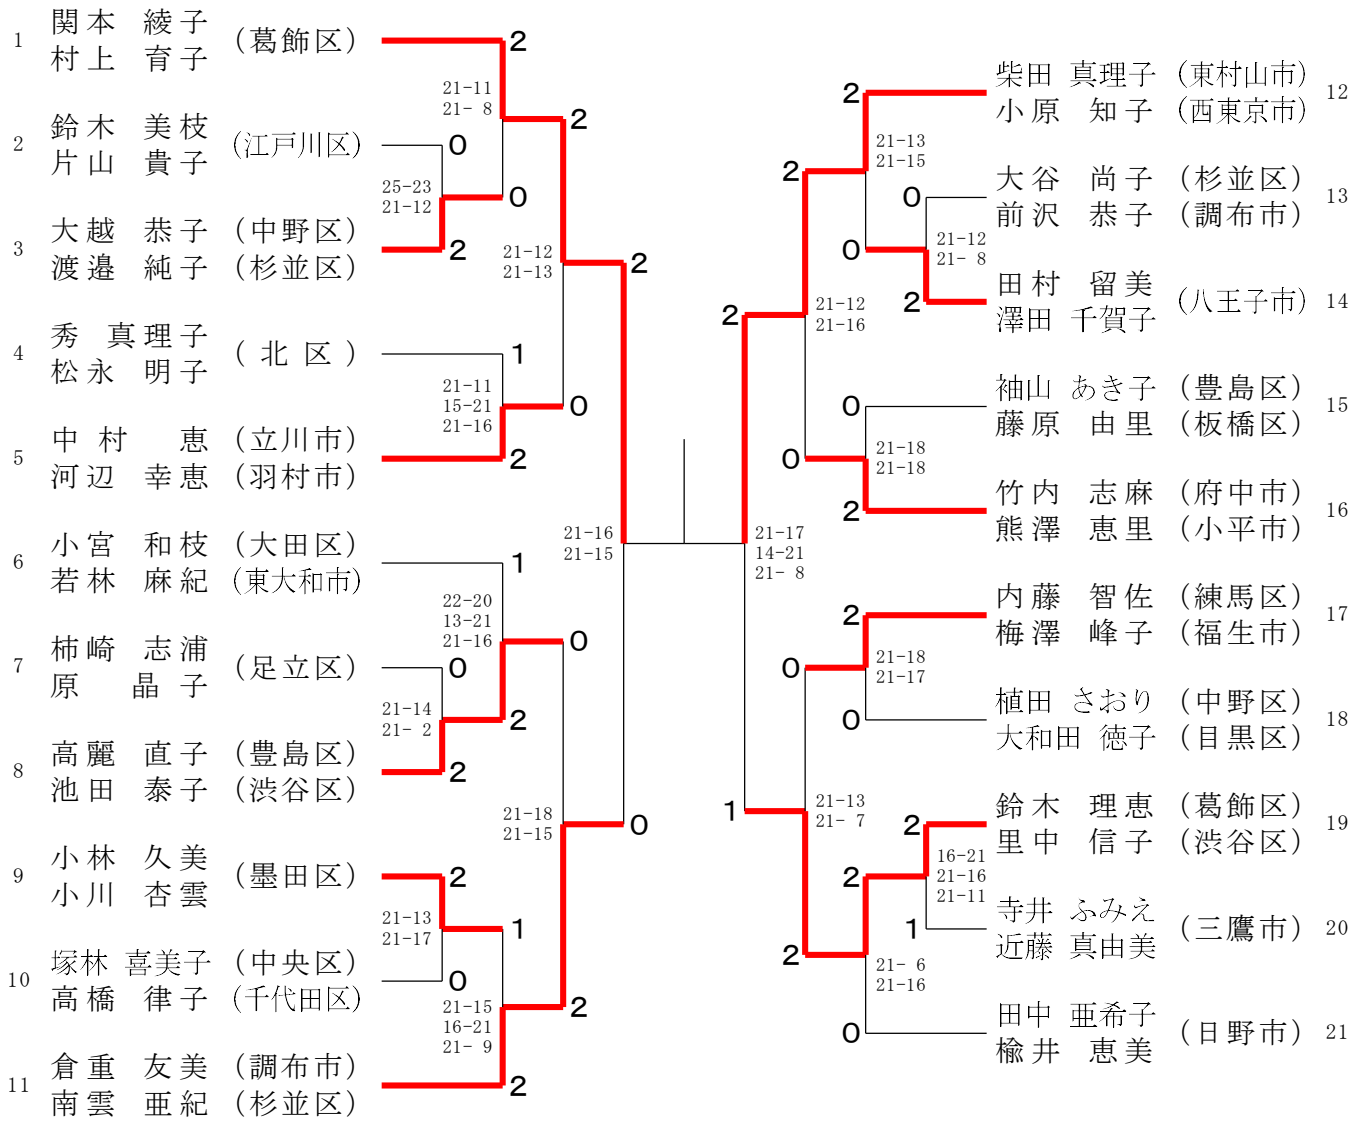 1 関本 綾子 (葛飾区)
村上 育子
2
21-11
21- 8
2
2 鈴木 美枝 (江戸川区)
片山 貴子
0
25-23
21-12
0
3 大越 恭子 (中野区)
渡邉 純子 (杉並区)
2
21-12
21-13
2
4 秀 真理子 (北区)
松永 明子
1
21-11
15-21
21-16
0
5 中村 恵 (立川市)
河辺 幸恵 (羽村市)
2
21-16
21-15
6 小宮 和枝 (大田区)
若林 麻紀 (東大和市)
1
22-20
13-21
21-16
0
7 柿崎 志浦 (足立区)
原 晶子
0
21-14
21- 2
2
8 高麗 直子 (豊島区)
池田 泰子 (渋谷区)
2
21-18
21-15
0
9 小林 久美 (墨田区)
小川 杏雲
2
21-13
21-17
1
10 塚林 喜美子 (中央区)
高橋 律子 (千代田区)
0
21-15
16-21
21- 9
2
11 倉重 友美 (調布市)
南雲 亜紀 (杉並区)
2
柴田 真理子 (東村山市) 12
小原 知子 (西東京市)
2
21-13
21-15
2
大谷 尚子 (杉並区) 13
前沢 恭子 (調布市)
0
21-12
21- 8
0
田村 留美 (八王子市) 14
澤田 千賀子
2
21-12
21-16
2
袖山 あき子 (豊島区) 15
藤原 由里 (板橋区)
0
21-18
21-18
0
竹内 志麻 (府中市) 16
熊澤 恵里 (小平市)
2
21-17
14-21
21- 8
内藤 智佐 (練馬区) 17
梅澤 峰子 (福生市)
2
21-18
21-17
0
植田 さおり (中野区) 18
大和田 徳子 (目黒区)
0
21-13
21- 7
1
鈴木 理恵 (葛飾区) 19
里中 信子 (渋谷区)
2
16-21
21-16
21-11
2
寺井 ふみえ (三鷹市) 20
近藤 真由美
1
21- 6
21-16
2
田中 亜希子 (日野市) 21
楡井 恵美
0